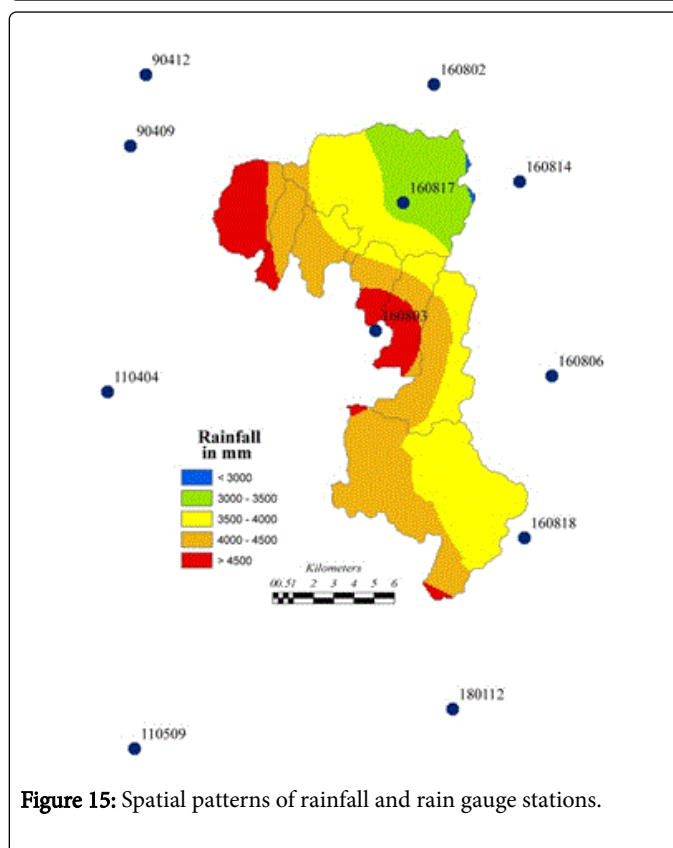 90412
160802
90409
160814
160817
160803
110404
160806
Rainfall
in mm
< 3000
3000 - 3500
3500 - 4000
4000 - 4500
> 4500
160818
Kilometers
00.51 2 3 4 5 6
180112
110509
Figure 15: Spatial patterns of rainfall and rain gauge stations.